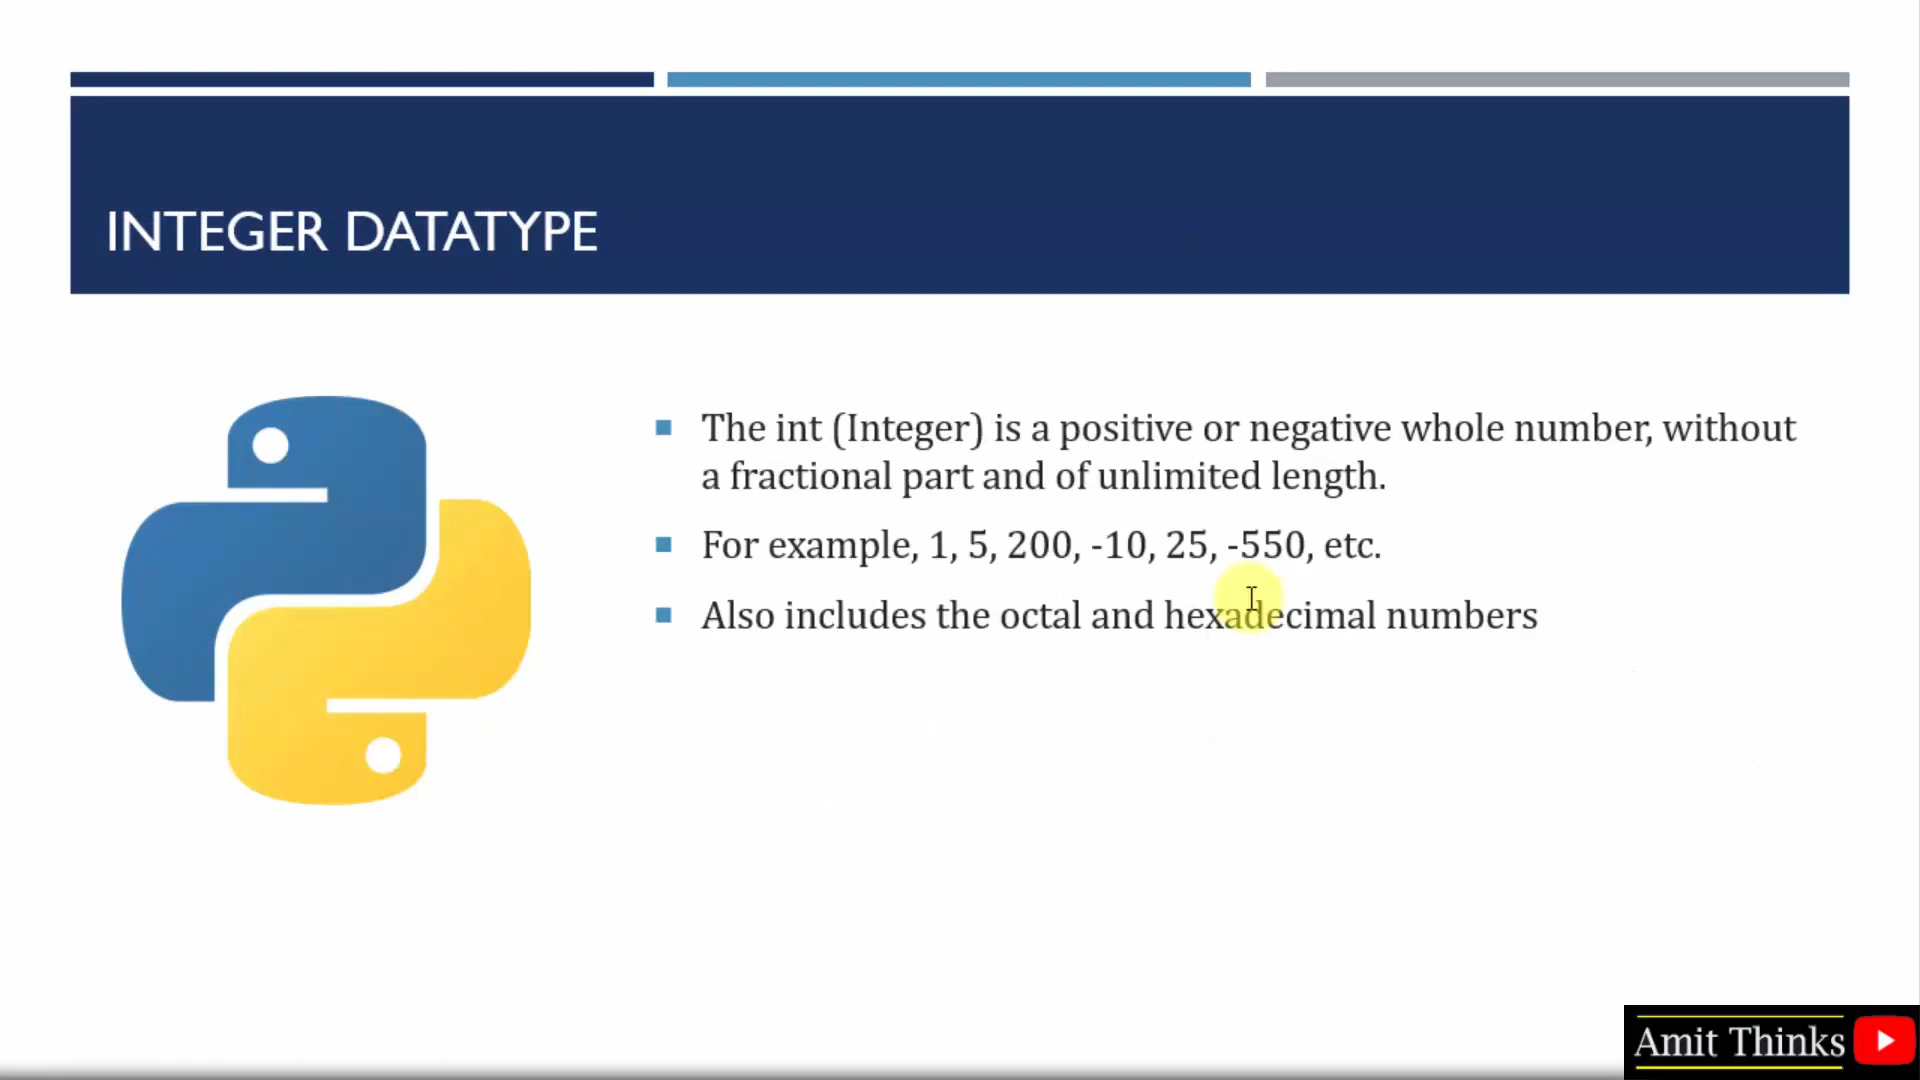 INTEGER DATATYPE
The int (Integer) is a positive or negative whole number, without
a fractional part and of unlimited length.
For example, 1, 5, 200, -10, 25, -550, etc.
Also includes the octal and hexadecimal numbers
Amit Thinks